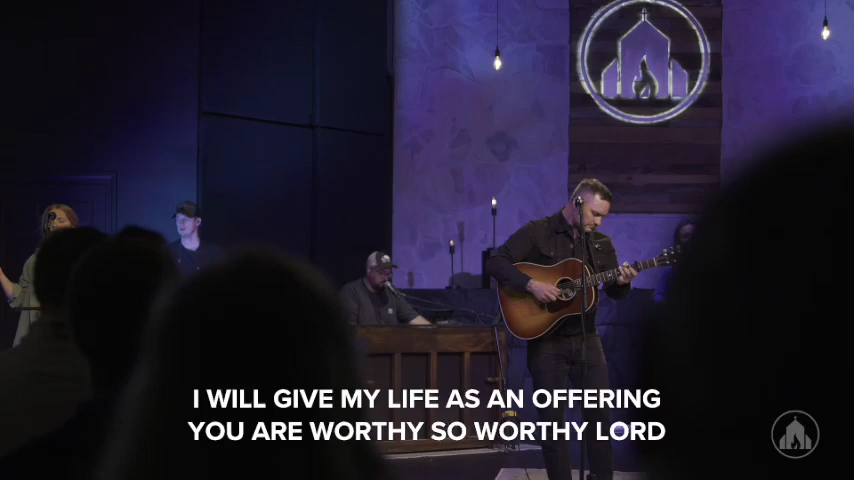 I WILL GIVE MY LIFE AS AN OFFERING
YOU ARE WORTHY SO WORTHY LORD